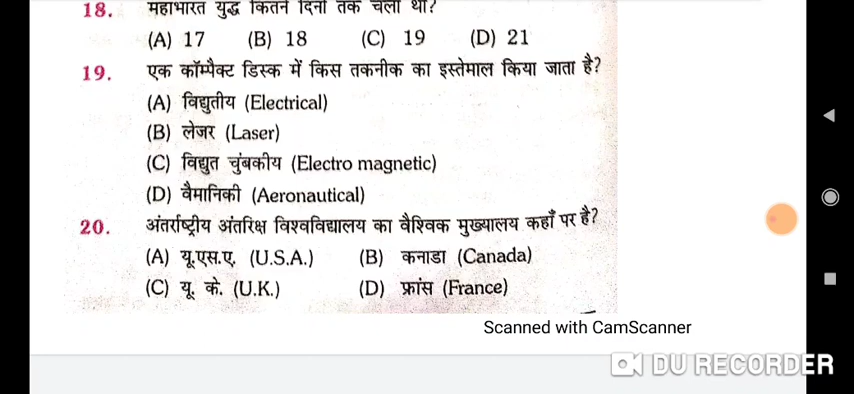 18. महाभारत युद्ध कितने दिनों तक चला था?
(A) 17 (B) 18 (C) 19 (D) 21
19. एक कॉम्पैक्ट डिस्क में किस तकनीक का इस्तेमाल किया जाता है?
(A) विद्युतीय (Electrical)
(B) लेजर (Laser)
(C) विद्युत चुंबकीय (Electro magnetic)
(D) वैमानिकी (Aeronautical)
20. अंतर्राष्ट्रीय अंतरिक्ष विश्वविद्यालय का वैश्विक मुख्यालय कहाँ पर है?
(A) यू.एस.ए. (U.S.A.) (B) कनाडा (Canada)
(C) यू. के. (U.K.) (D) फ्रांस (France)
Scanned with CamScanner
DU RECORDER